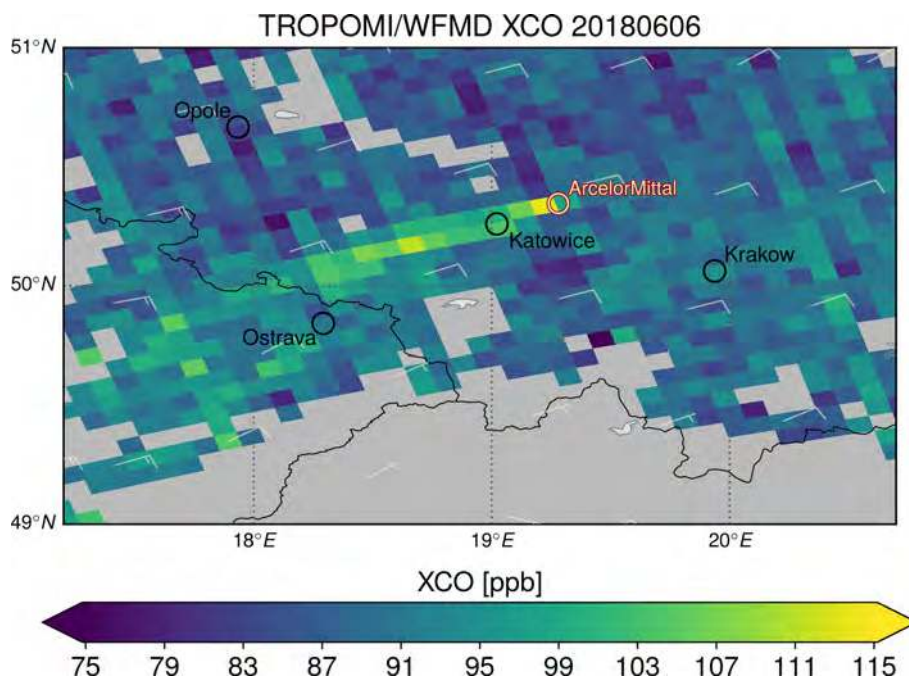 TROPOMI/WFMD XCO 20180606
51°N
Opole
ArcelorMittal
Katowice
Krakow
50°N
Ostrava
49°N
18°E 19°E 20°E
XCO [ppb]
75 79 83 87 91 95 99 103 107 111 115